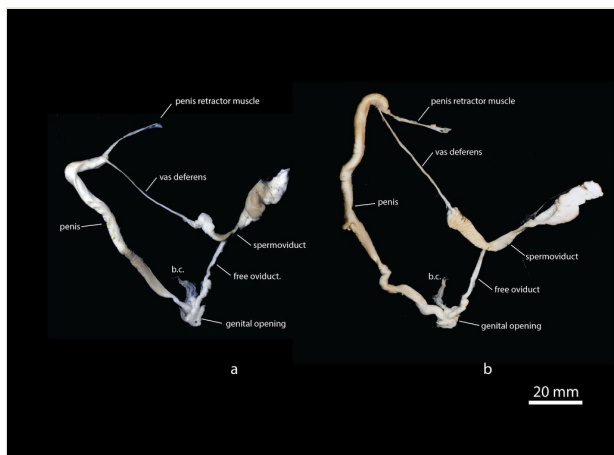 penis retractor muscle
vas deferens
penis
spermoviduct
b.c.
free oviduct.
genital opening
a
penis retractor muscle
vas deferens
penis
spermoviduct
b.c.
free oviduct
genital opening
b
20 mm